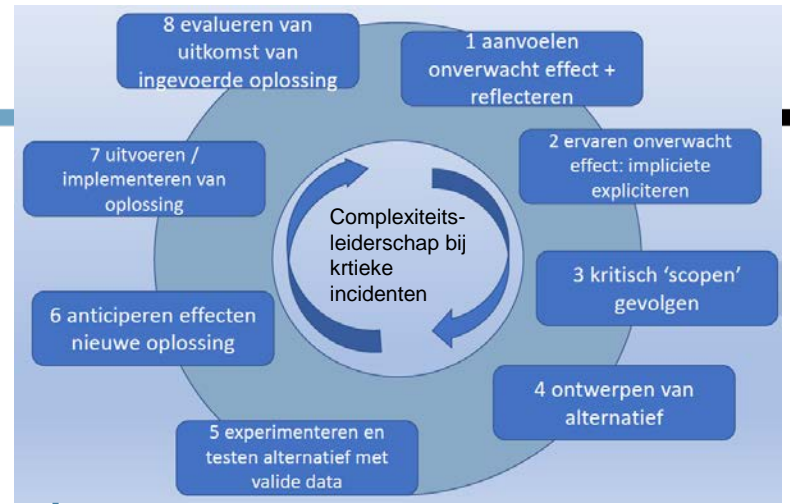 8 evalueren van
uitkomst van
ingevoerde oplossing
1 aanvoelen
onverwacht effect +
reflecteren
2 ervaren onverwacht
effect: impliciete
expliciteren
3 kritisch ‘scopen’
gevolgen
4 ontwerpen van
alternatief
5 experimenteren en
testen alternatief met
valide data
6 anticiperen effecten
nieuwe oplossing
7 uitvoeren /
implementeren van
oplossing
Complexiteits-
leiderschap bij
krtieke
incidenten